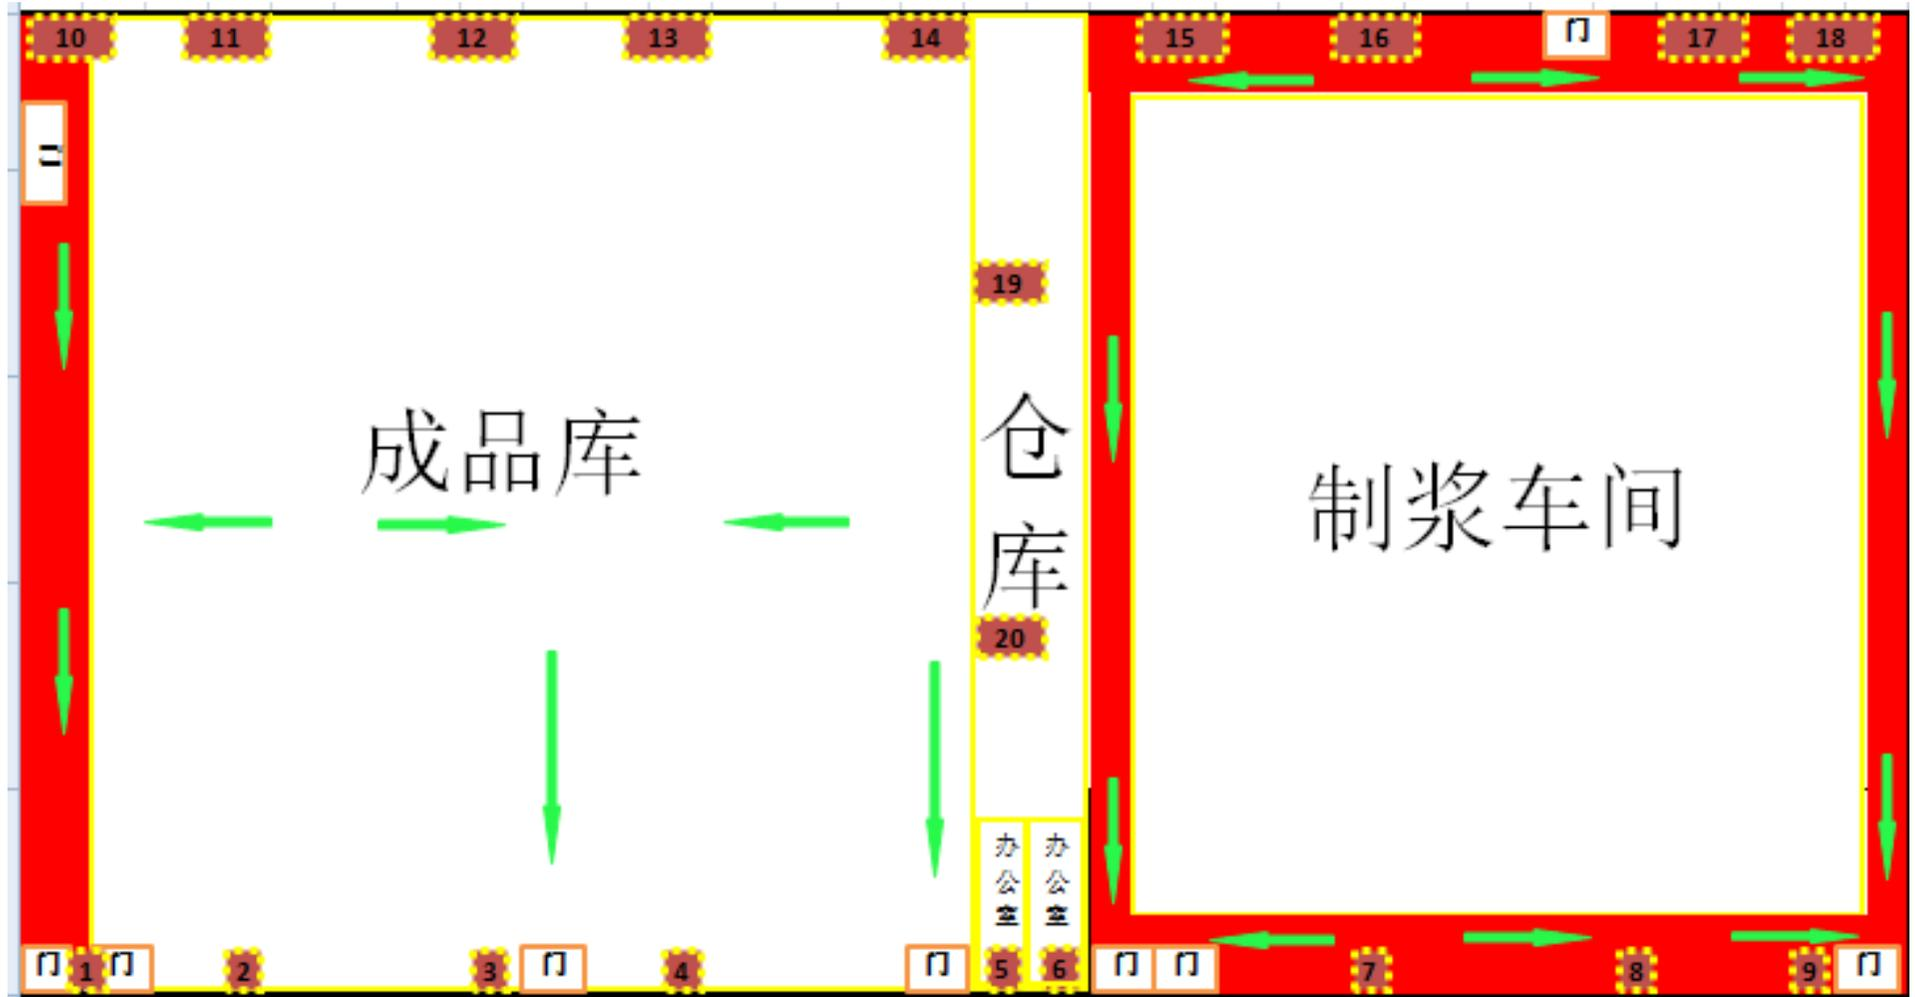 10 11 12 13 14 15 16 门 17 18
门
19
成品库
仓
库
制浆车间
20
办
公
室
办
公
室
门 1 门 2 3 门 4 门 5 6 门 门 7 8 9 门